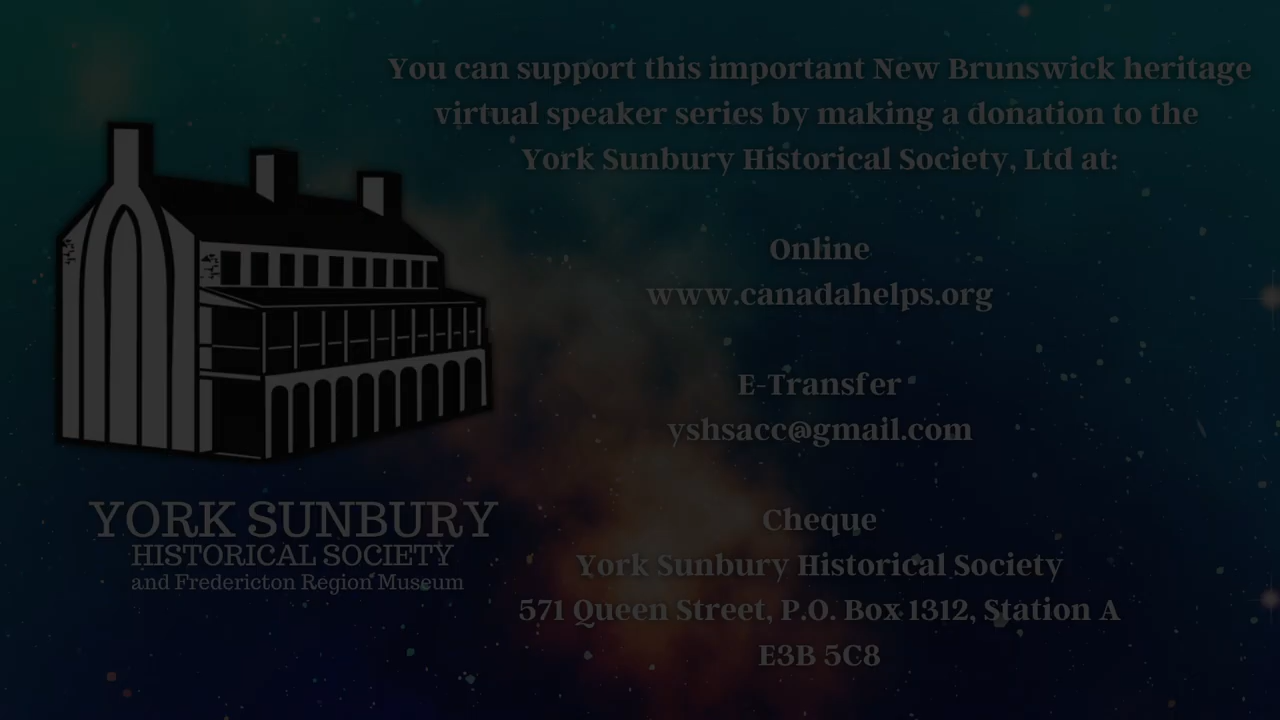 You can support this important New Brunswick heritage
virtual speaker series by making a donation to the
York Sunbury Historical Society, Ltd at:
Online
www.canadahelps.org
E-Transfer
yshsacc@gmail.com
Cheque
York Sunbury Historical Society
571 Queen Street, P.O. Box 1312, Station A
E3B 5C8
YORK SUNBURY
HISTORICAL SOCIETY
and Fredericton Region Museum